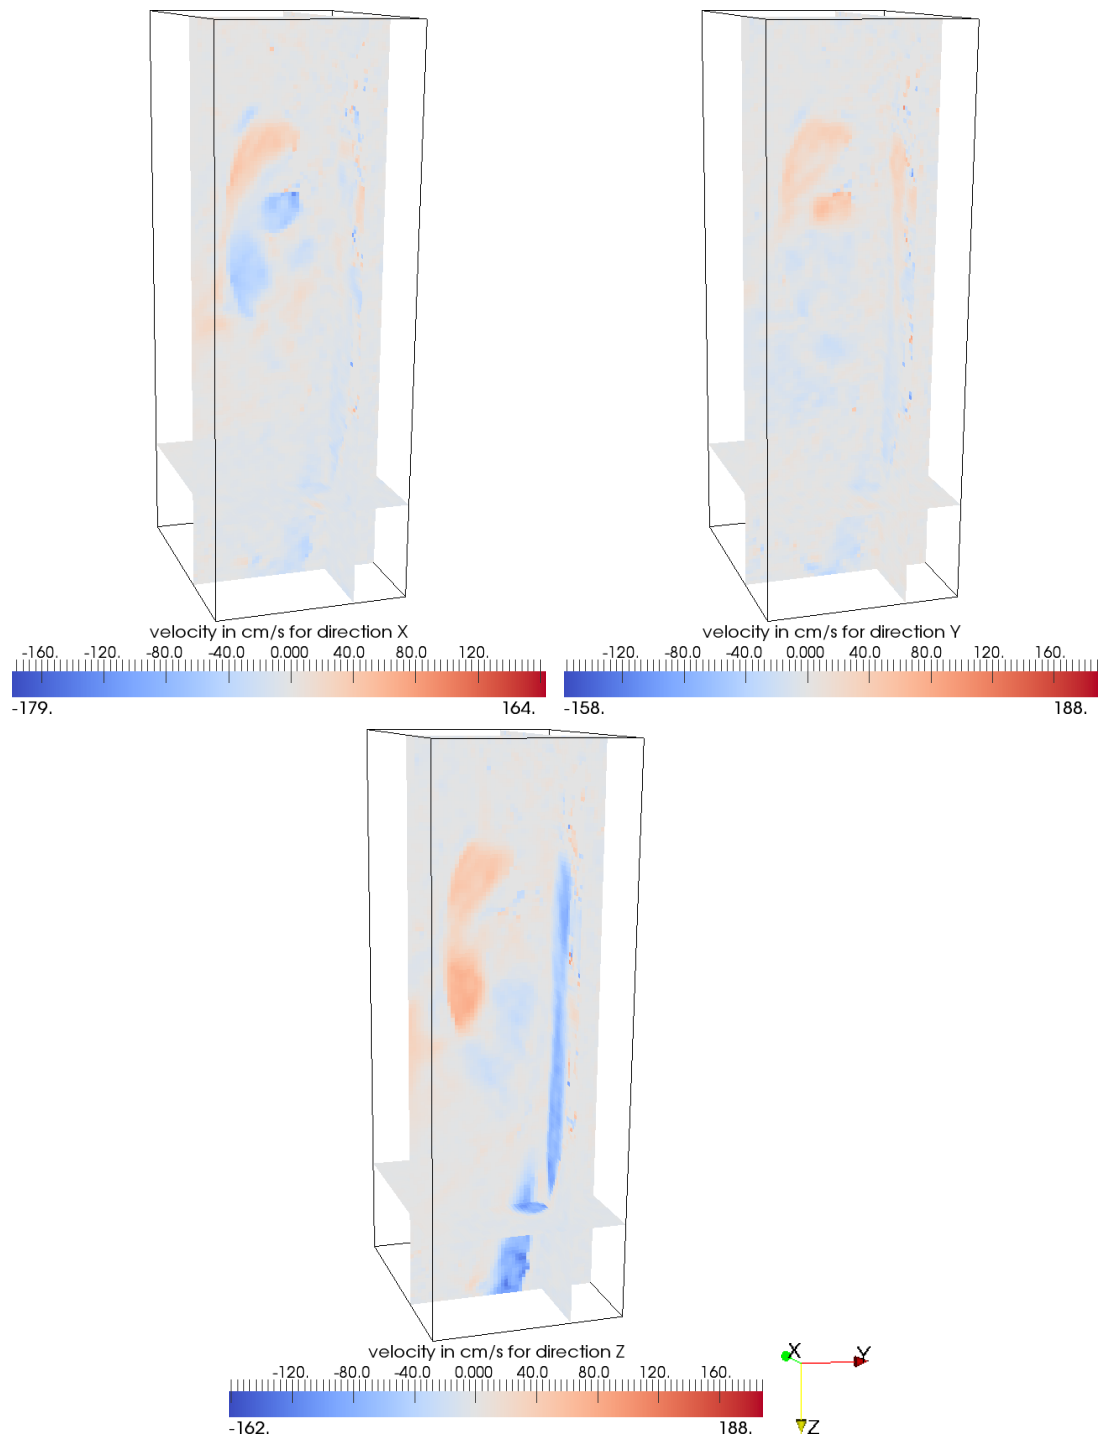 velocity in cm/s for direction X
-160. -120. -80.0 -40.0 0.000 40.0 80.0 120.
-179. 164.
velocity in cm/s for direction Y
-120. -80.0 -40.0 0.000 40.0 80.0 120. 160.
-158. 188.
velocity in cm/s for direction Z
-120. -80.0 -40.0 0.000 40.0 80.0 120. 160.
-162. 188.
X Y
Z